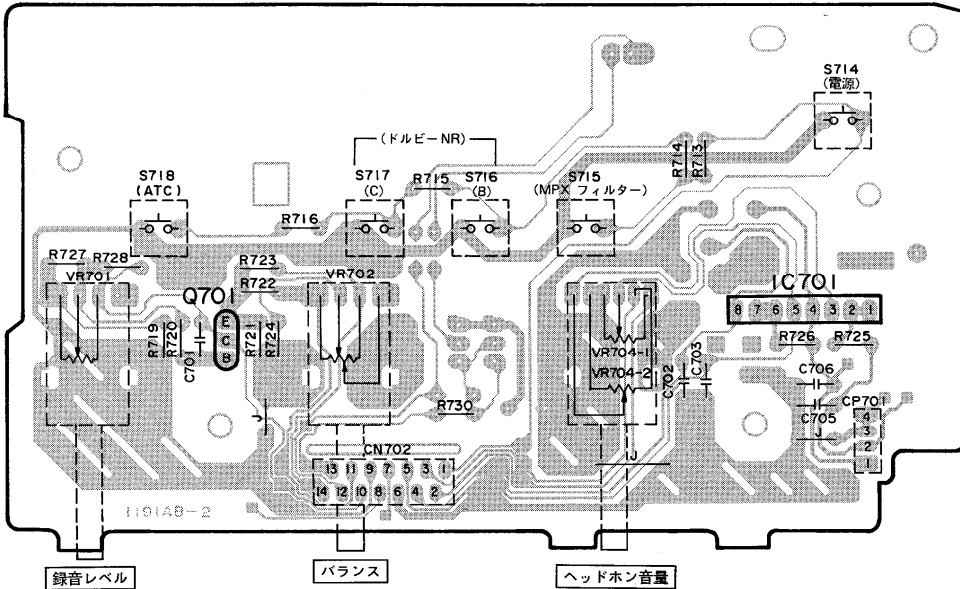 S714
(電源)
(ドルビーNR)
S718
(ATC)
S717
(C)
R715
S716
(B)
S715
(MPX フィルター)
R714
R713
R716
R727
R728
VR701
R723
R722
VR702
Q701
IC701
E
C
B
8 7 6 5 4 3 2 1
R719
R720
C701
R721
R724
VR704-1
VR704-2
C702
C703
R726
R725
C706
C705
CP70
4
3
2
1
J
J
J
R730
CN702
13 11 9 7 5 3 1
14 12 10 8 6 4 2
1191AB-2
録音レベル
バランス
ヘッドホン音量